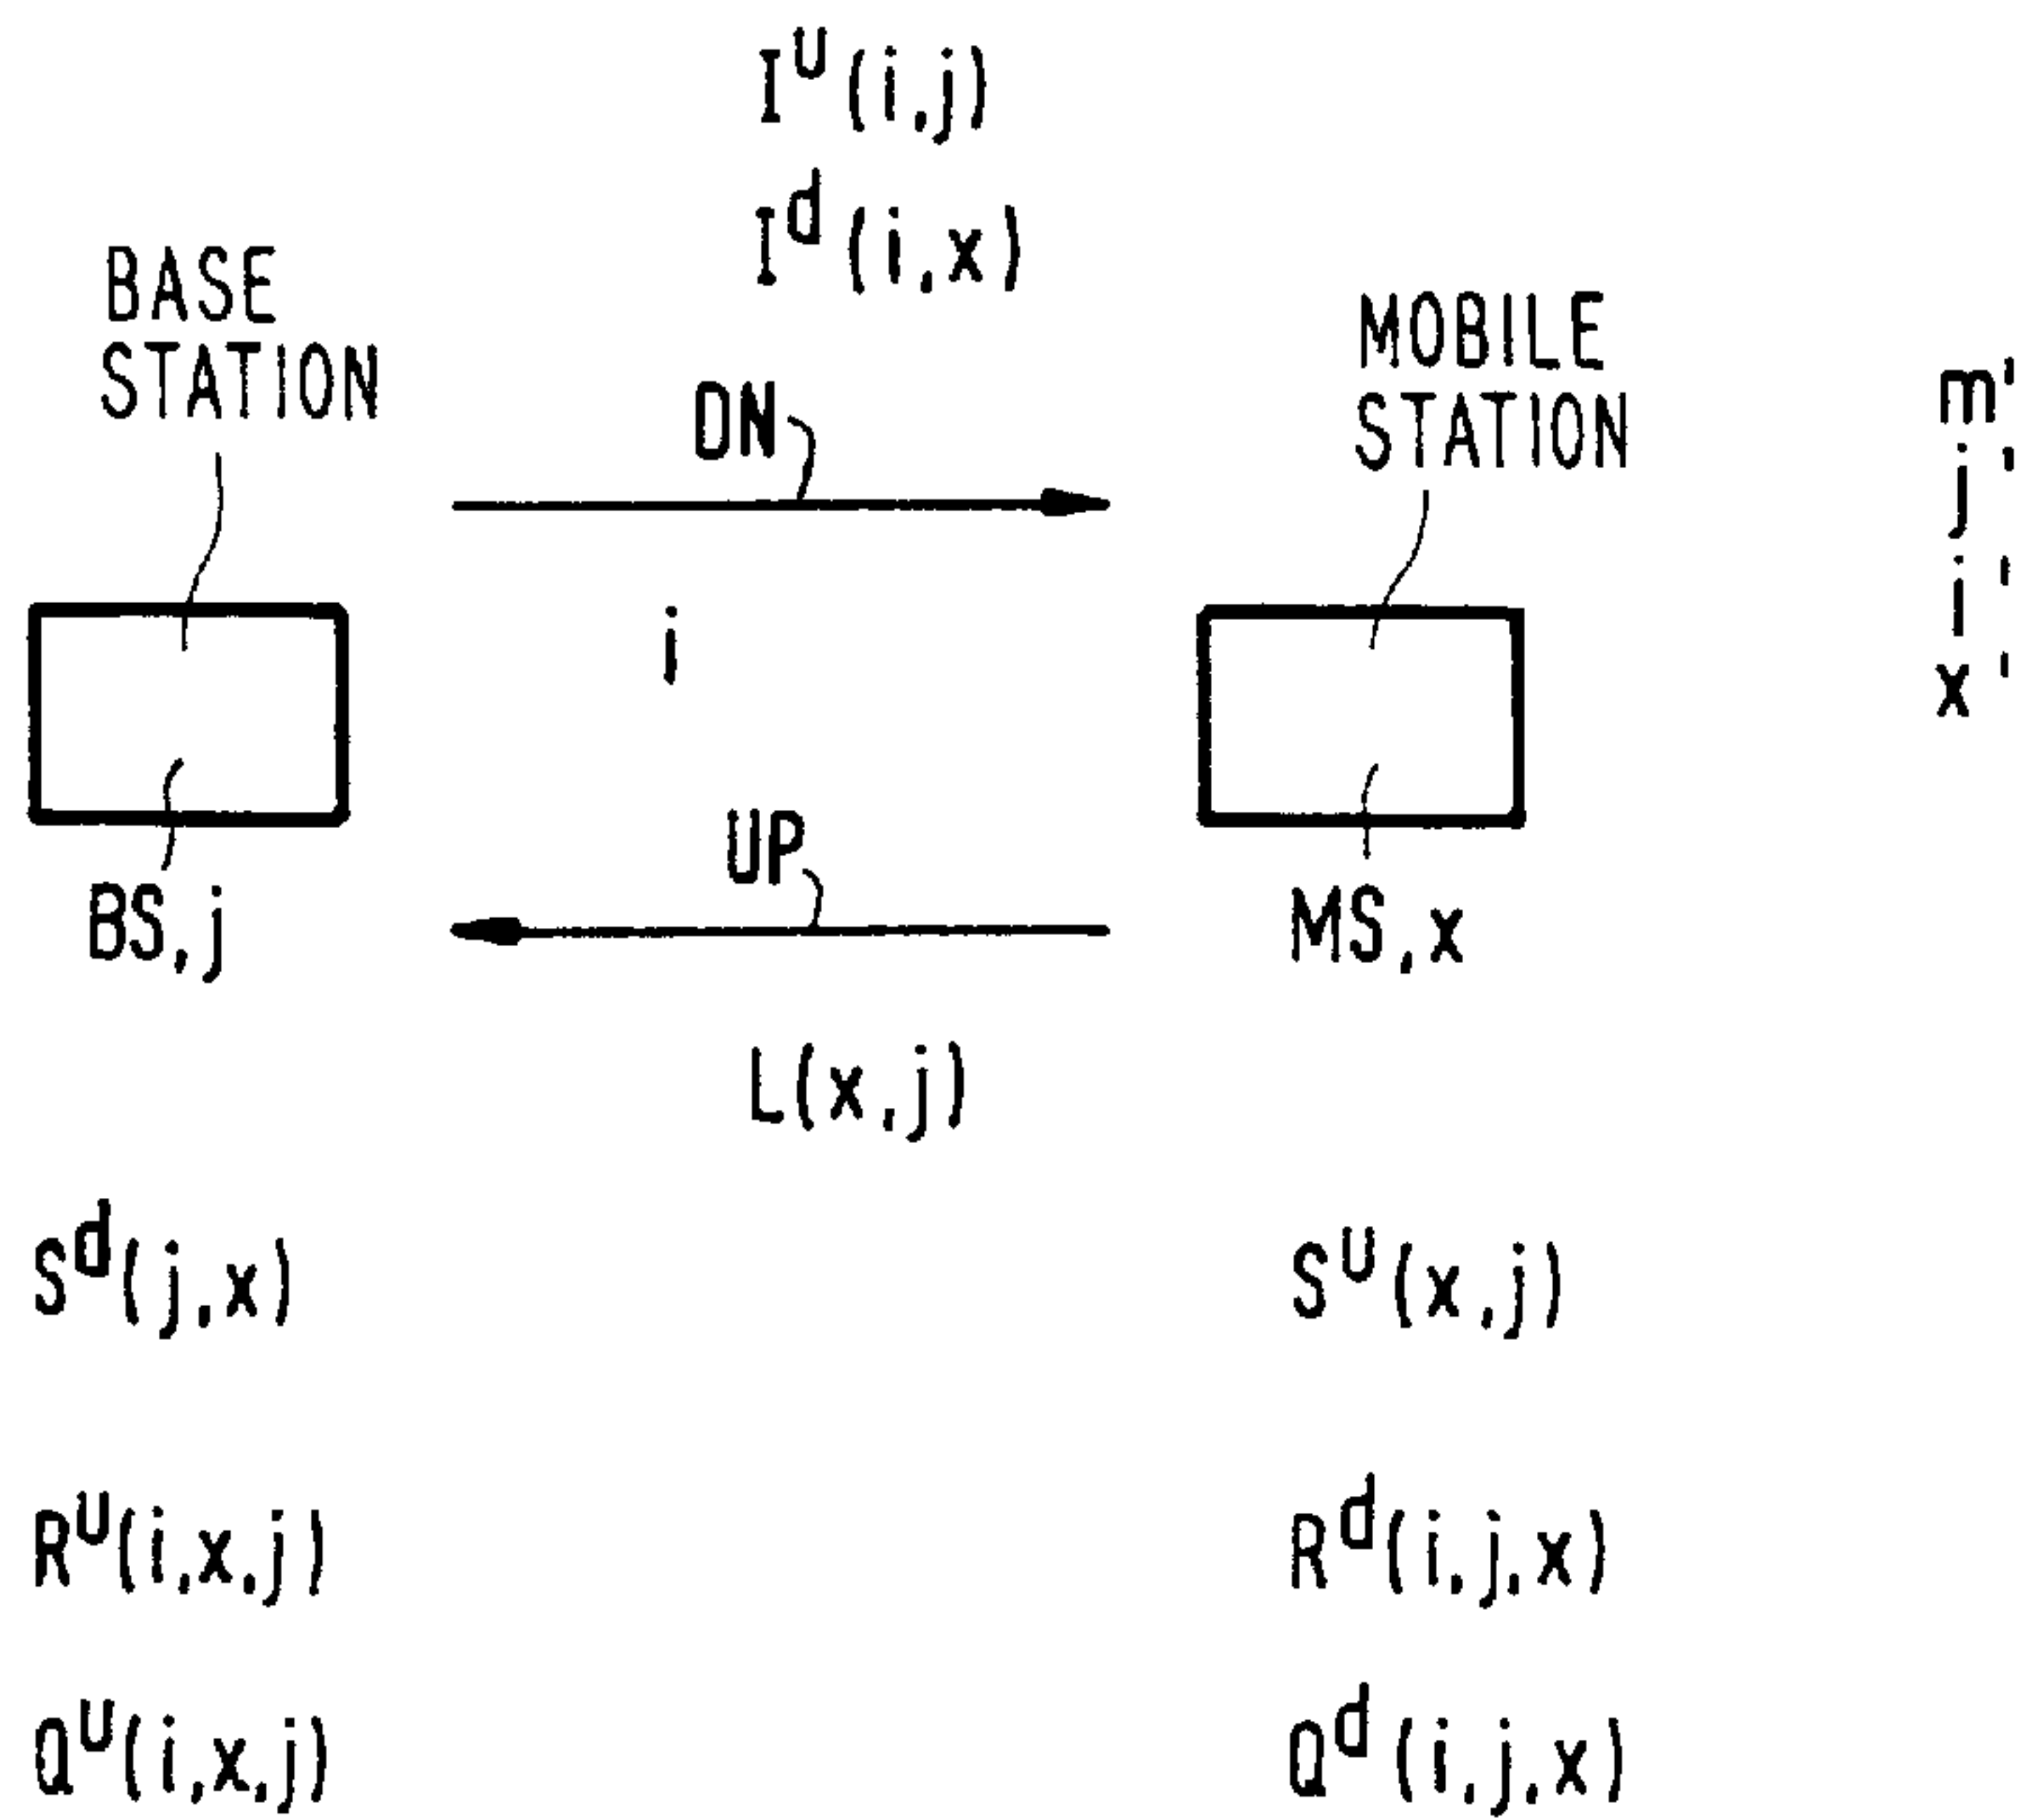 I^U(i,j)
I^d(i,x)
BASE
STATION
MOBILE
STATION
DN
m'
j'
i'
x'
i
UP
BS,j
MS,x
L(x,j)
S^d(j,x)
S^U(x,j)
R^U(i,x,j)
R^d(i,j,x)
Q^U(i,x,j)
Q^d(i,j,x)